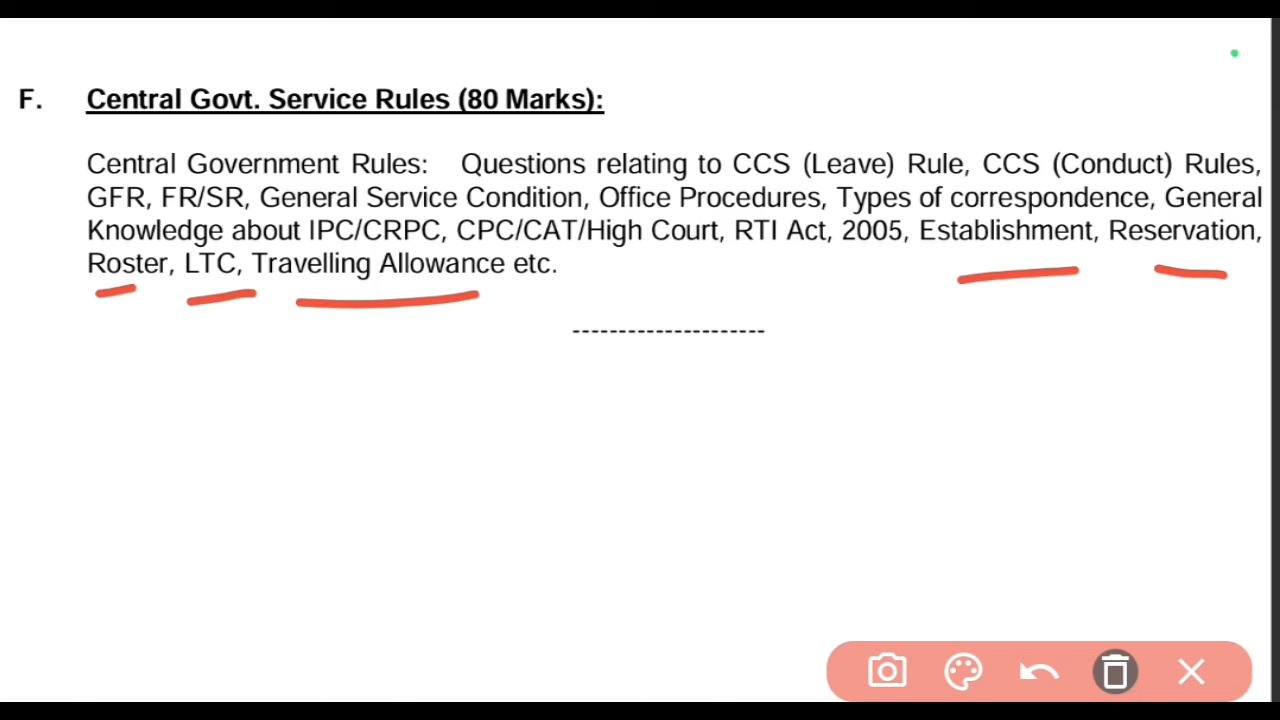 F. Central Govt. Service Rules (80 Marks):
Central Government Rules: Questions relating to CCS (Leave) Rule, CCS (Conduct) Rules,
GFR, FR/SR, General Service Condition, Office Procedures, Types of correspondence, General
Knowledge about IPC/CRPC, CPC/CAT/High Court, RTI Act, 2005, Establishment, Reservation,
Roster, LTC, Travelling Allowance etc.
----------------------